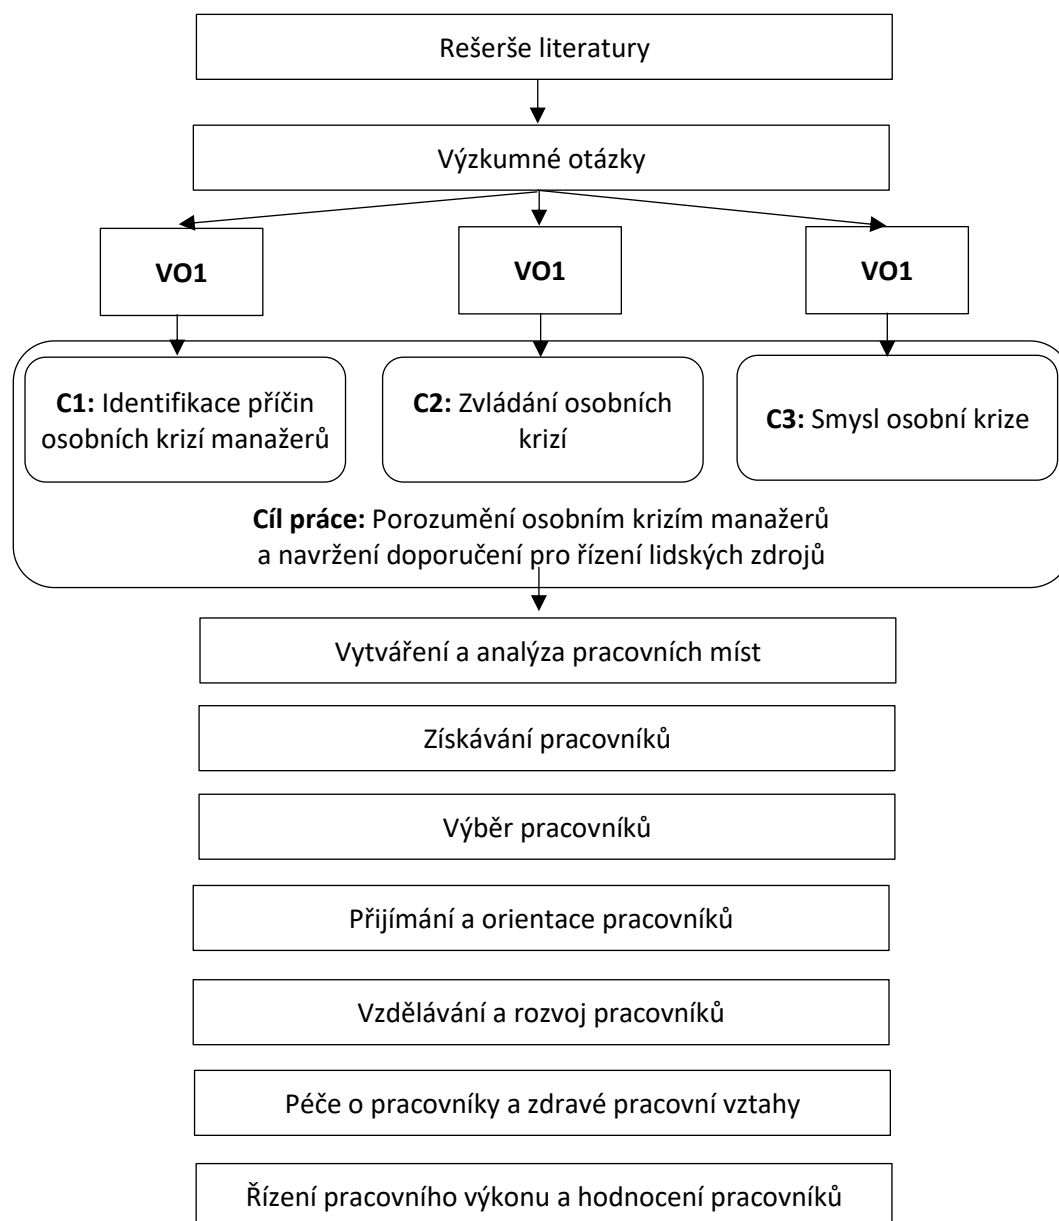 Rešerše literatury
Výzkumné otázky
VO1
VO1
VO1
C1: Identifikace příčin
osobních krizí manažerů
C2: Zvládání osobních
krizí
C3: Smysl osobní krize
Cíl práce: Porozumění osobním krizím manažerů
a navržení doporučení pro řízení lidských zdrojů
Vytváření a analýza pracovních míst
Získávání pracovníků
Výběr pracovníků
Přijímání a orientace pracovníků
Vzdělávání a rozvoj pracovníků
Péče o pracovníky a zdravé pracovní vztahy
Řízení pracovního výkonu a hodnocení pracovníků